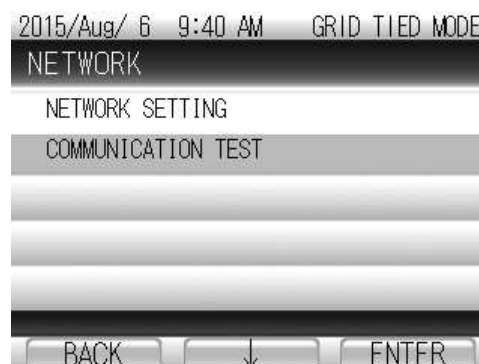 2015/Aug/ 6 9:40 AM GRID TIED MODE
NETWORK
NETWORK SETTING
COMMUNICATION TEST
BACK ↓ ENTER